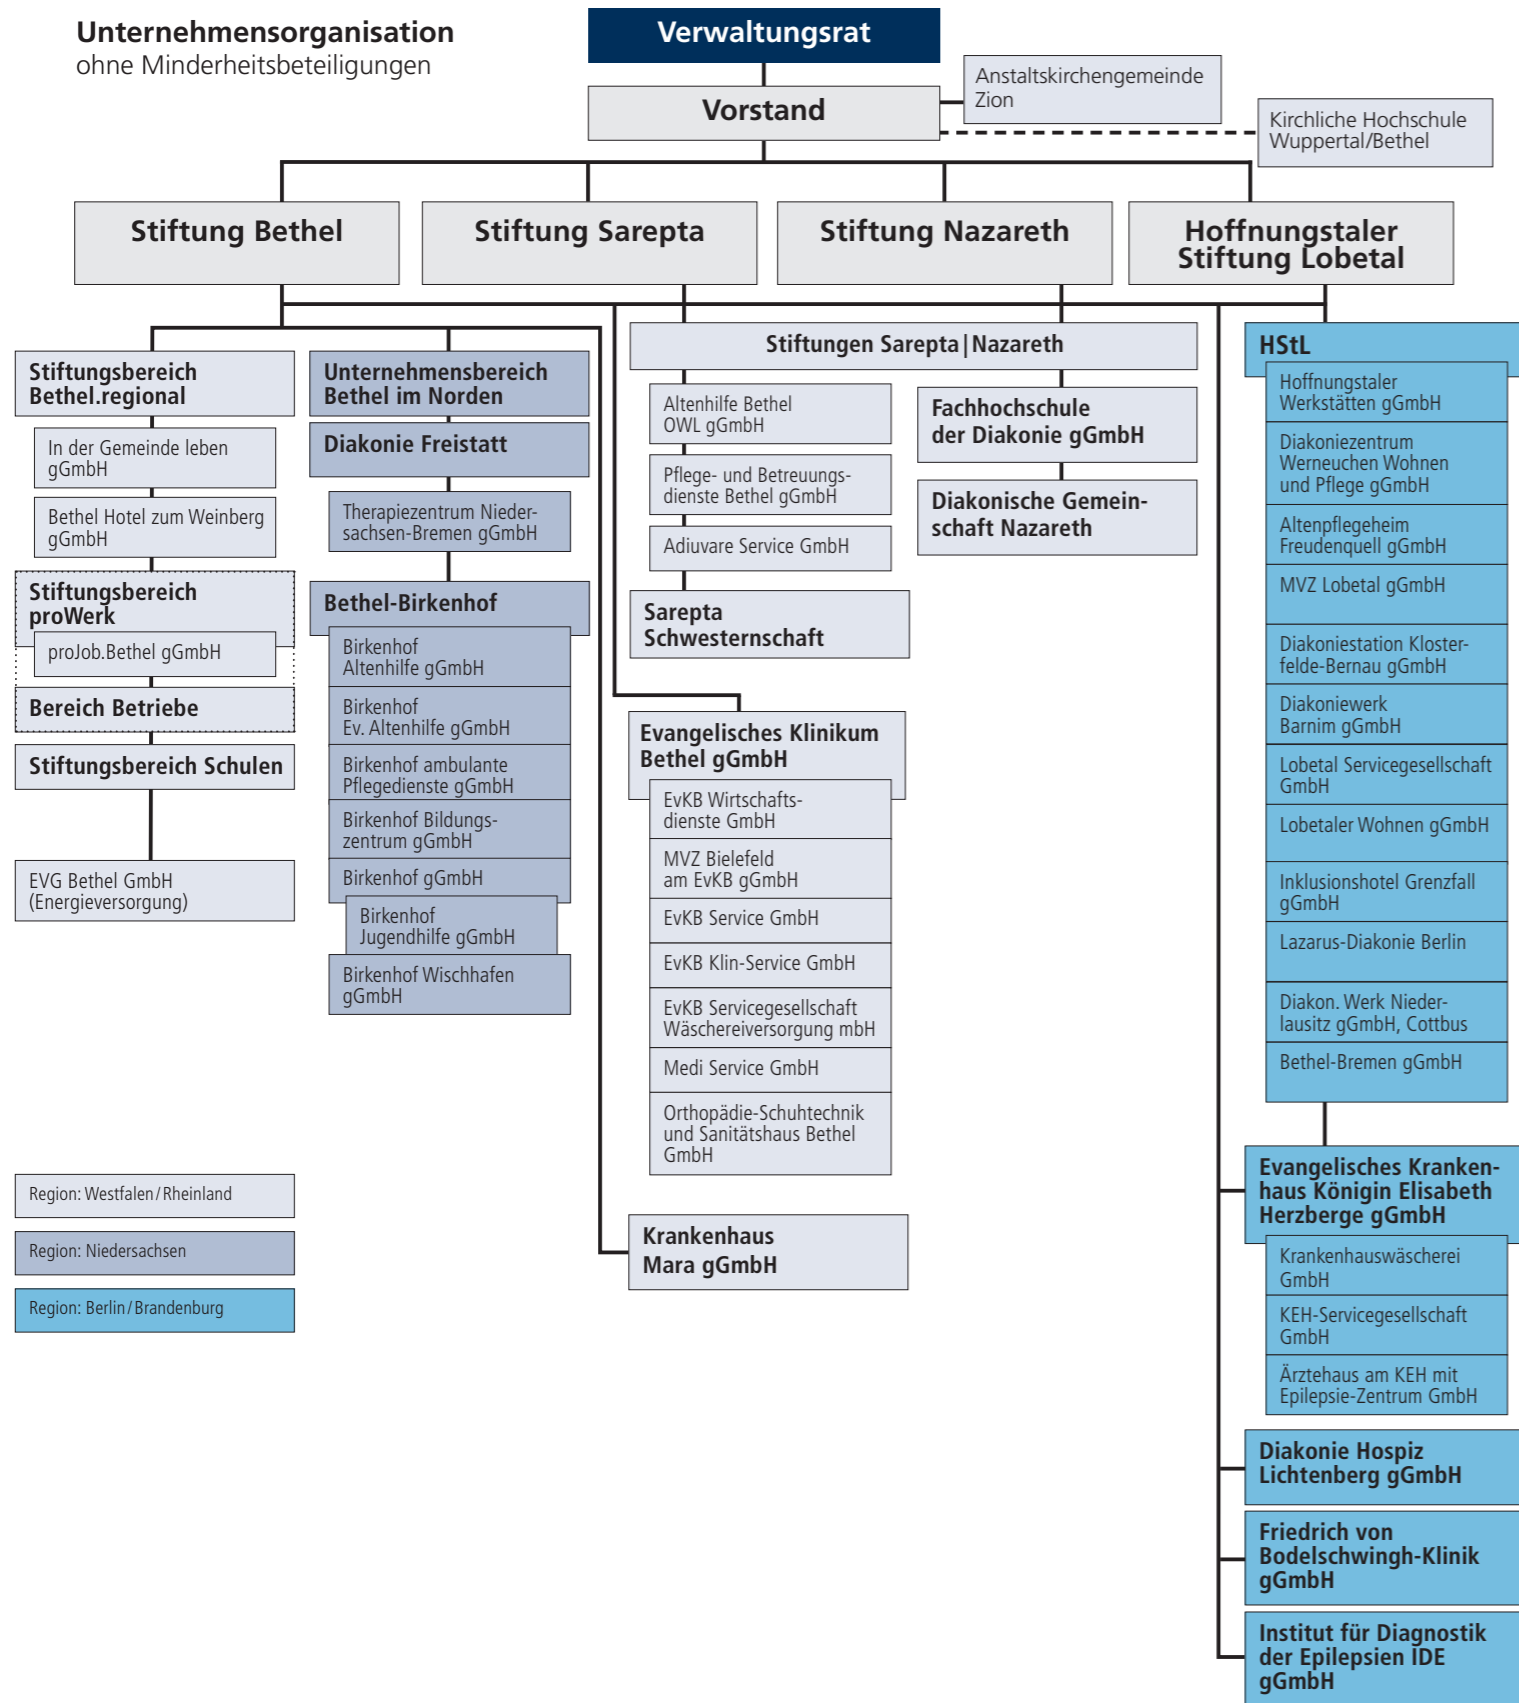 Unternehmensorganisation
ohne Minderheitsbeteiligungen
Verwaltungsrat
Vorstand
Anstaltskirchengemeinde
Zion
Kirchliche Hochschule
Wuppertal/Bethel
Stiftung Bethel
Stiftung Sarepta
Stiftung Nazareth
Hoffnungstaler
Stiftung Lobetal
Stiftungsbereich
Bethel.regional
In der Gemeinde leben
gGmbH
Bethel Hotel zum Weinberg
gGmbH
Stiftungsbereich
proWerk
proJob.Bethel gGmbH
Bereich Betriebe
Stiftungsbereich Schulen
EVG Bethel GmbH
(Energieversorgung)
Unternehmensbereich
Bethel im Norden
Diakonie Freistatt
Therapiezentrum Nieder-
sachsen-Bremen gGmbH
Bethel-Birkenhof
Birkenhof
Altenhilfe gGmbH
Birkenhof
Ev. Altenhilfe gGmbH
Birkenhof ambulante
Pflegedienste gGmbH
Birkenhof Bildungs-
zentrum gGmbH
Birkenhof gGmbH
Birkenhof
Jugendhilfe gGmbH
Birkenhof Wischhafen
gGmbH
Stiftungen Sarepta|Nazareth
Altenhilfe Bethel
OWL gGmbH
Pflege- und Betreuungs-
dienste Bethel gGmbH
Adiuvare Service GmbH
Sarepta
Schwesternschaft
Fachhochschule
der Diakonie gGmbH
Diakonische Gemein-
schaft Nazareth
Evangelisches Klinikum
Bethel gGmbH
EvKB Wirtschafts-
dienste GmbH
MVZ Bielefeld
am EvKB gGmbH
EvKB Service GmbH
EvKB Klin-Service GmbH
EvKB Servicegesellschaft
Wäschereiversorgung mbH
Medi Service GmbH
Orthopädie-Schuhtechnik
und Sanitätshaus Bethel
GmbH
Krankenhaus
Mara gGmbH
HStL
Hoffnungstaler
Werkstätten gGmbH
Diakoniezentrum
Werneuchen Wohnen
und Pflege gGmbH
Altenpflegeheim
Freudenquell gGmbH
MVZ Lobetal gGmbH
Diakoniestation Kloster-
felde-Bernau gGmbH
Diakoniewerk
Barnim gGmbH
Lobetal Servicegesellschaft
GmbH
Lobetaler Wohnen gGmbH
Inklusionshotel Grenzfall
gGmbH
Lazarus-Diakonie Berlin
Diakon. Werk Nieder-
lausitz gGmbH, Cottbus
Bethel-Bremen gGmbH
Evangelisches Kranken-
haus Königin Elisabeth
Herzberge gGmbH
Krankenhauswäscherei
GmbH
KEH-Servicegesellschaft
GmbH
Ärztehaus am KEH mit
Epilepsie-Zentrum GmbH
Diakonie Hospiz
Lichtenberg gGmbH
Friedrich von
Bodelschwingh-Klinik
gGmbH
Institut für Diagnostik
der Epilepsien IDE
gGmbH
Region: Westfalen/Rheinland
Region: Niedersachsen
Region: Berlin/Brandenburg